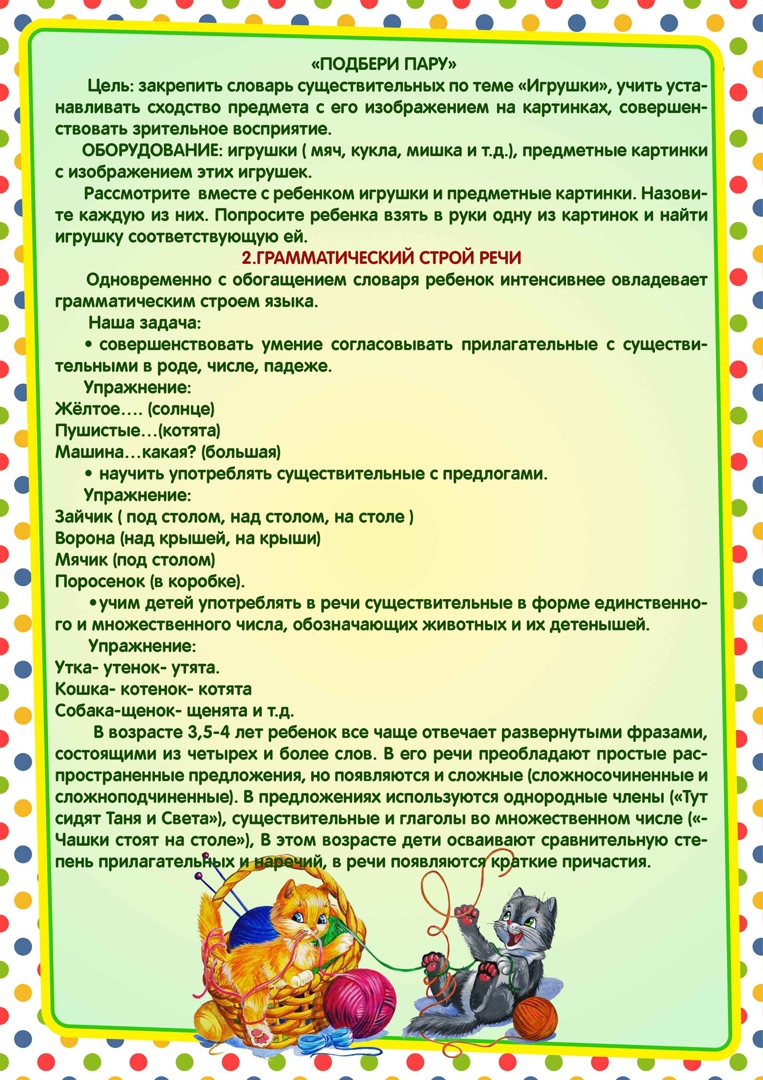 «ПОДБЕРИ ПАРУ»
Цель: закрепить словарь существительных по теме «Игрушки», учить уста-
навливать сходство предмета с его изображением на картинках, совершен-
ствовать зрительное восприятие.
ОБОРУДОВАНИЕ: игрушки ( мяч, кукла, мишка и т.д.), предметные картинки
с изображением этих игрушек.
Рассмотрите вместе с ребенком игрушки и предметные картинки. Назови-
те каждую из них. Попросите ребенка взять в руки одну из картинок и найти
игрушку соответствующую ей.
2.ГРАММАТИЧЕСКИЙ СТРОЙ РЕЧИ
Одновременно с обогащением словаря ребенок интенсивнее овладевает
грамматическим строем языка.
Наша задача:
• совершенствовать умение согласовывать прилагательные с существи-
тельными в роде, числе, падеже.
Упражнение:
Жёлтое.... (солнце)
Пушистые...(котята)
Машина...какая? (большая)
• научить употреблять существительные с предлогами.
Упражнение:
Зайчик ( под столом, над столом, на столе )
Ворона (над крышей, на крыши)
Мячик (под столом)
Поросенок (в коробке).
•учим детей употреблять в речи существительные в форме единственно-
го и множественного числа, обозначающих животных и их детенышей.
Упражнение:
Утка- утенок- утята.
Кошка- котенок- котята
Собака-щенок- щенята и т.д.
В возрасте 3,5-4 лет ребенок все чаще отвечает развернутыми фразами,
состоящими из четырех и более слов. В его речи преобладают простые рас-
пространенные предложения, но появляются и сложные (сложносочиненные и
сложноподчиненные). В предложениях используются однородные члены («Тут
сидят Таня и Света»), существительные и глаголы во множественном числе («-
Чашки стоят на столе»), В этом возрасте дети осваивают сравнительную сте-
пень прилагательных и наречий, в речи появляются краткие причастия.